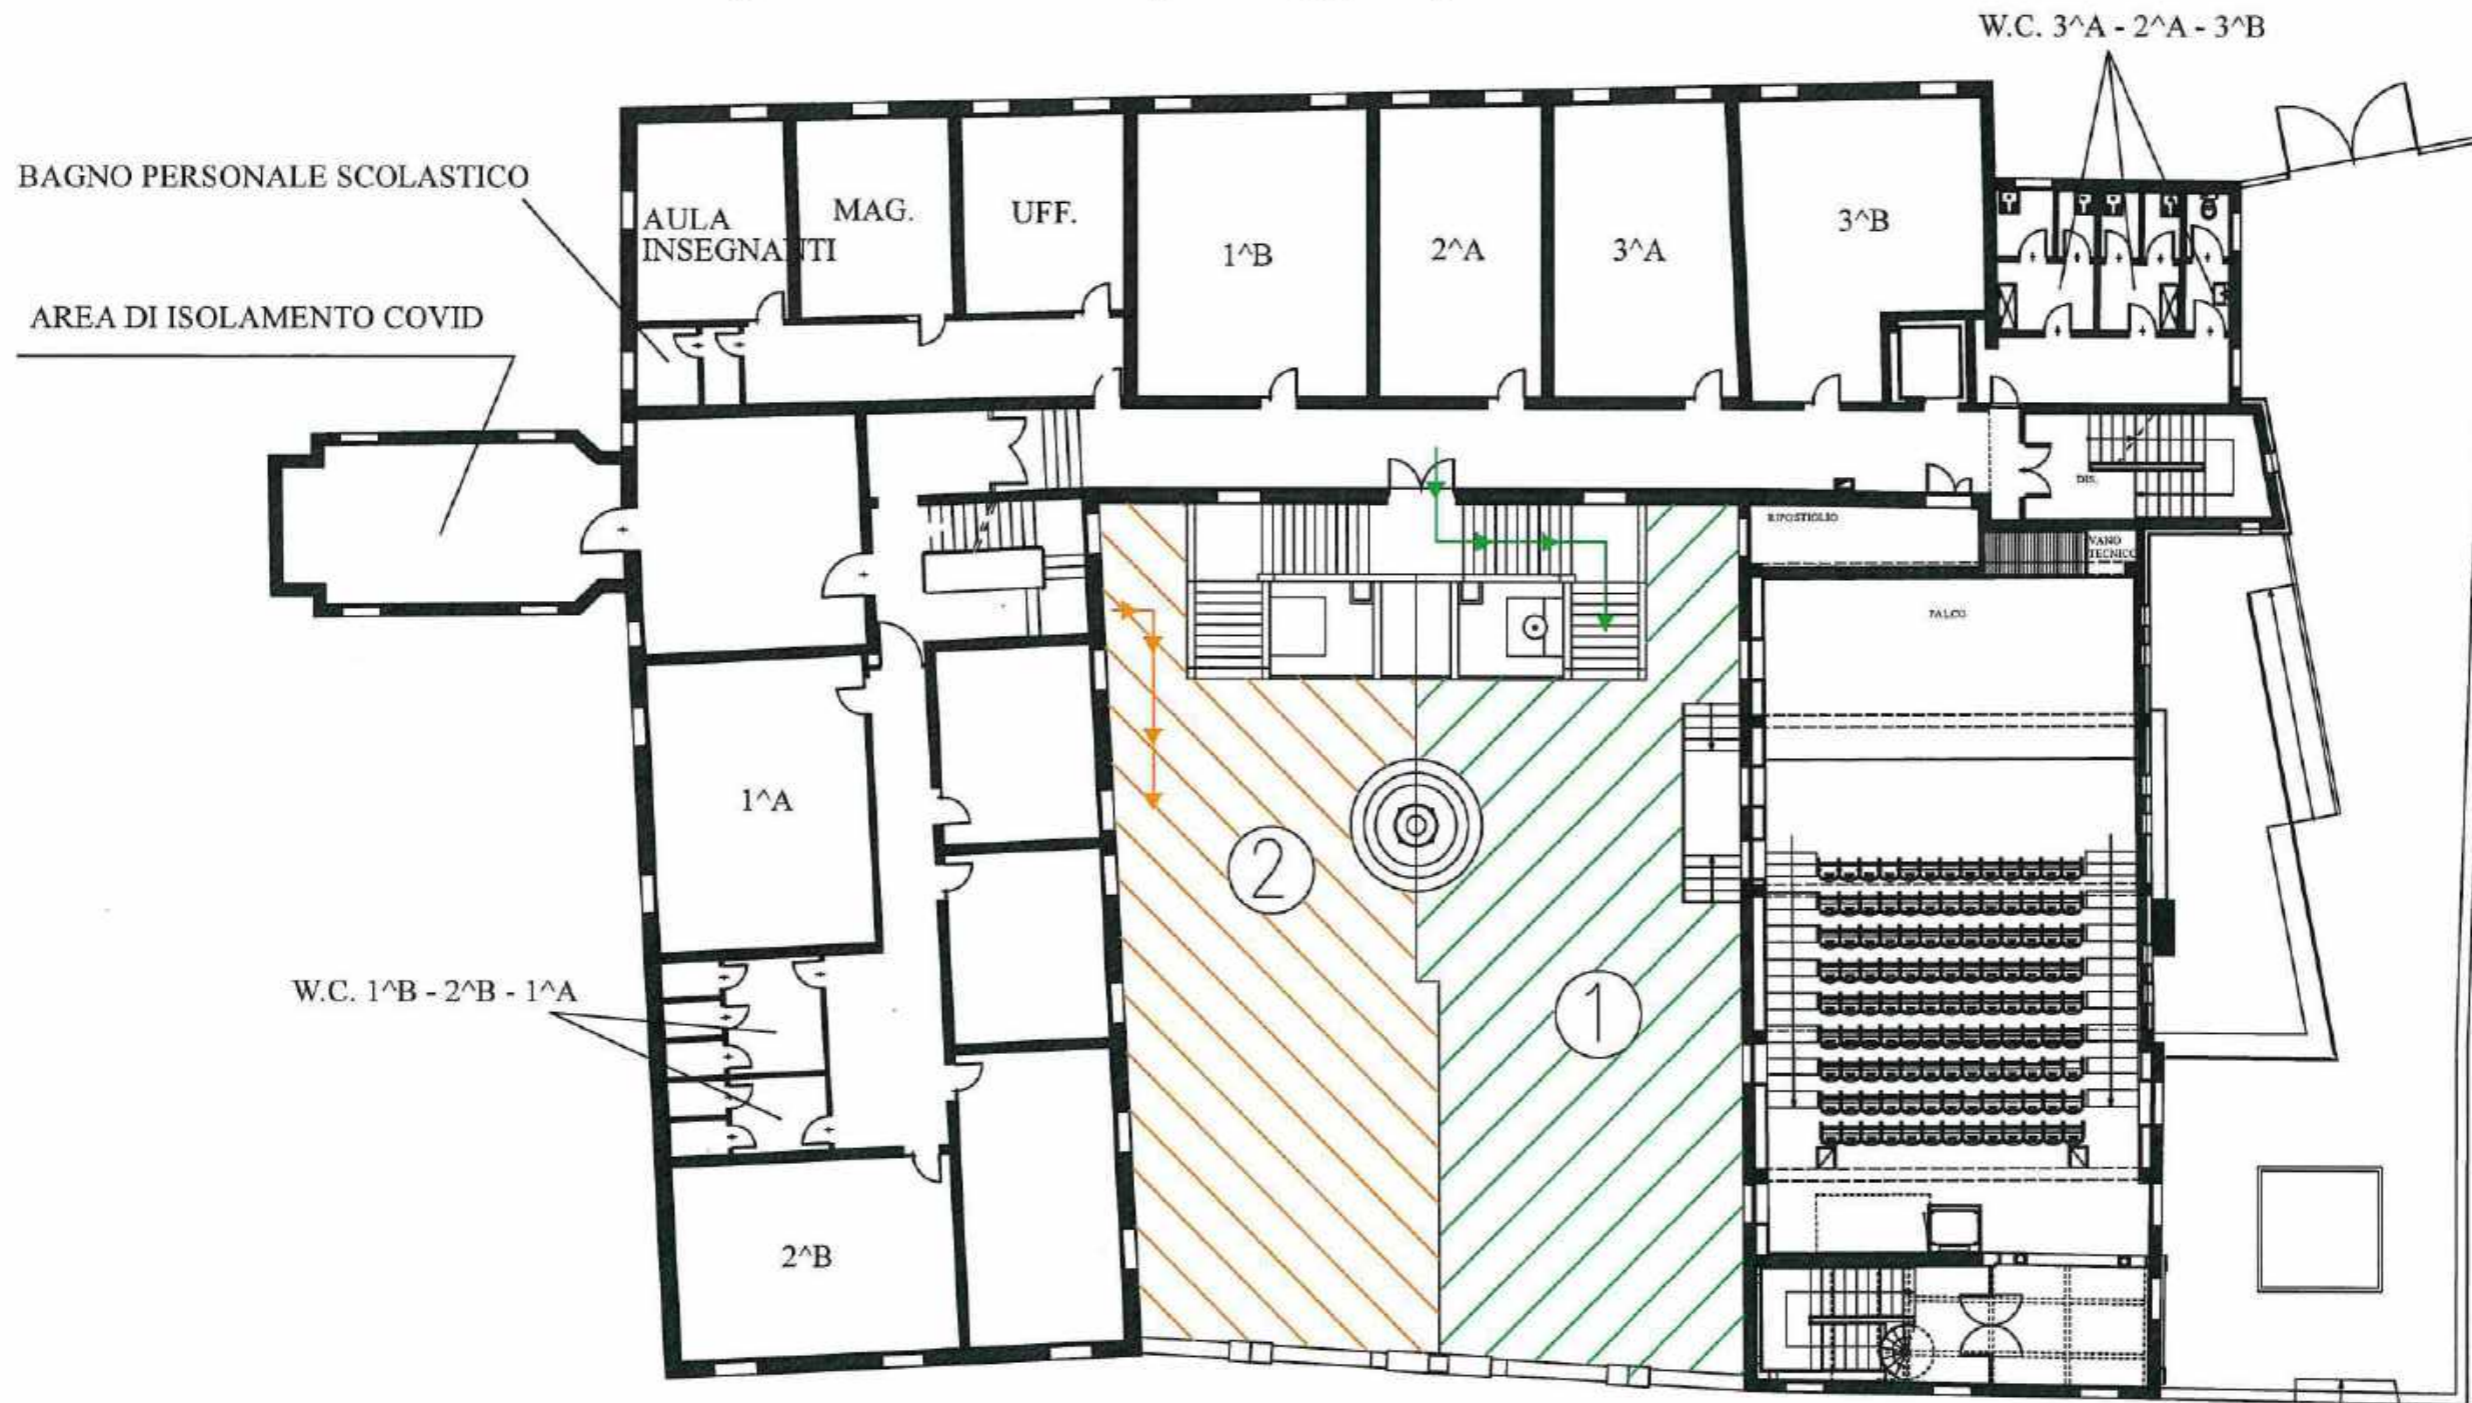 W.C. 3^A - 2^A - 3^B
BAGNO PERSONALE SCOLASTICO
AREA DI ISOLAMENTO COVID
AULA
INSEGNANTI
MAG.
UFF.
1^B
2^A
3^A
3^B
DIS.
RIPOSTIGLIO
VANO
TECNICO
PALCO
1^A
2
1
W.C. 1^B - 2^B - 1^A
2^B